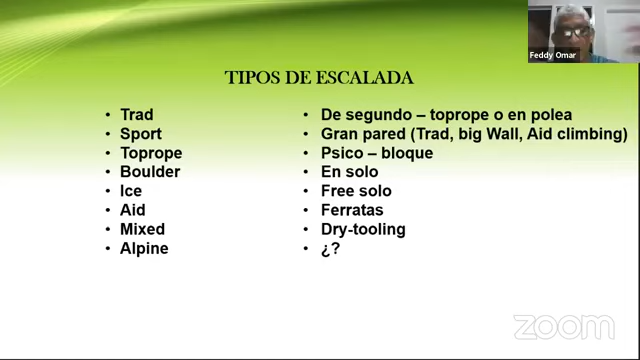 Feddy Omar
TIPOS DE ESCALADA
• Trad
• Sport
• Toprope
• Boulder
• Ice
• Aid
• Mixed
• Alpine
• De segundo – toprope o en polea
• Gran pared (Trad, big Wall, Aid climbing)
• Psico – bloque
• En solo
• Free solo
• Ferratas
• Dry-tooling
• ¿?
zoom